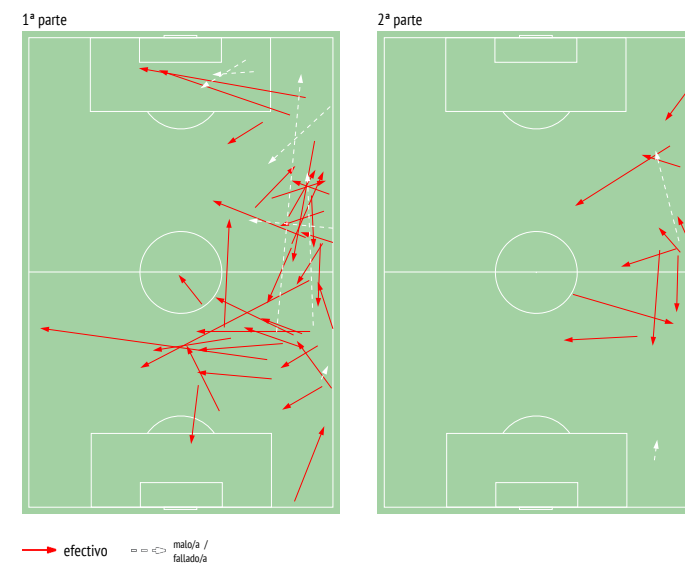 1ª parte
2ª parte
efectivo
malo/a /
fallado/a